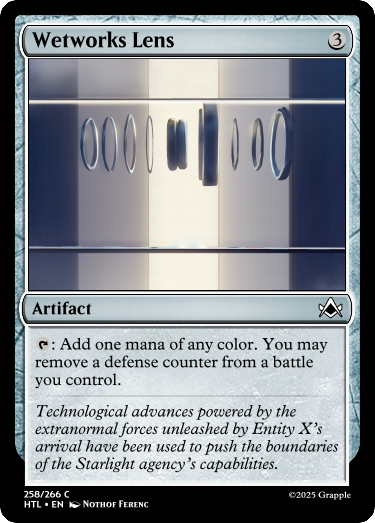 Wetworks Lens 3
Artifact
: Add one mana of any color. You may
remove a defense counter from a battle
you control.
Technological advances powered by the
extranormal forces unleashed by Entity X's
arrival have been used to push the boundaries
of the Starlight agency's capabilities.
258/266 C
HTL • EN Nothof Ferenc
©2025 Grapple